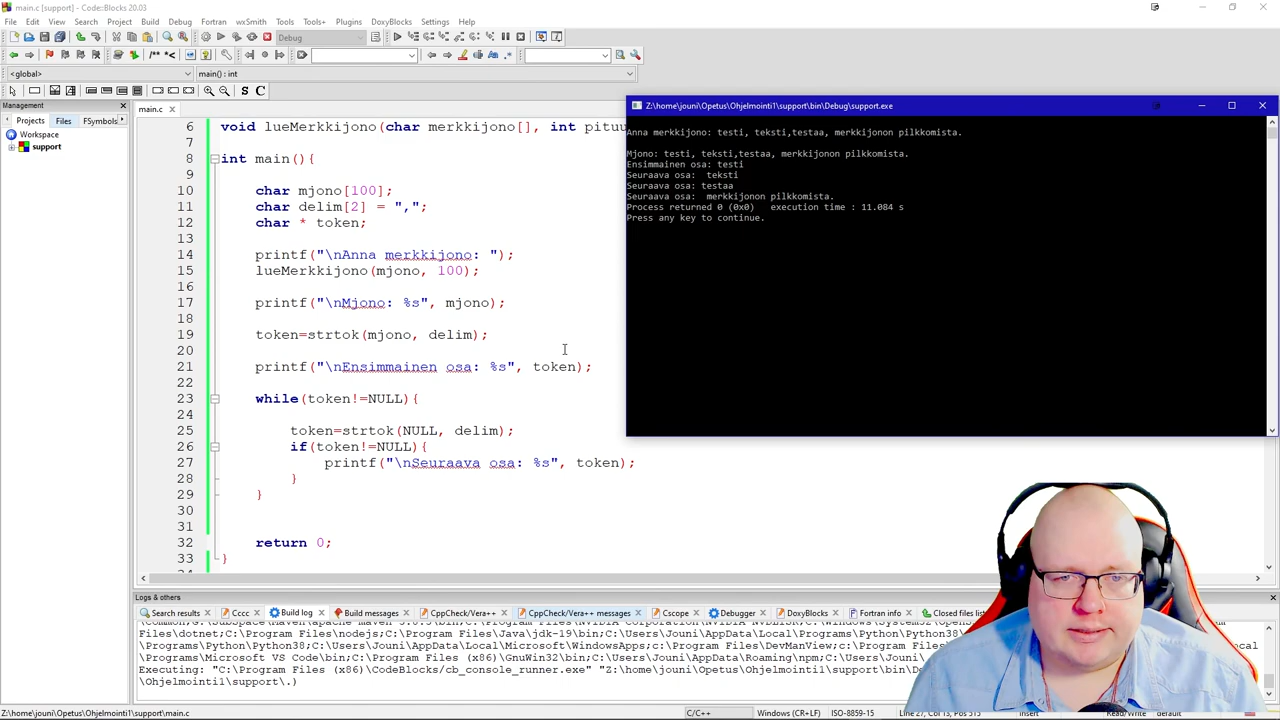 main.c [support] - Code::Blocks 20.03
File Edit View Search Project Build Debug Fortran wxSmith Tools Tools+ Plugins DoxyBlocks Settings Help
Debug
/** *<
<global>
main() : int
S C
Management
Projects Files FSymbols
Workspace
support
main.c
6 void lueMerkkijono(char merkkijono[], int pituu
7
8 int main(){
9
10 char mjono[100];
11 char delim[2] = ",";
12 char * token;
13
14 printf("\nAnna merkkijono: ");
15 lueMerkkijono(mjono, 100);
16
17 printf("\nMjono: %s", mjono);
18
19 token=strtok(mjono, delim);
20
21 printf("\nEnsimmainen osa: %s", token);
22
23 while(token!=NULL){
24
25 token=strtok(NULL, delim);
26 if(token!=NULL){
27 printf("\nSeuraava osa: %s", token);
28 }
29 }
30
31
32 return 0;
33 }
Z:\home\jouni\Opetus\Ohjelmointi1\support\bin\Debug\support.exe
Anna merkkijono: testi, teksti,testaa, merkkijonon pilkkomista.
Mjono: testi, teksti,testaa, merkkijonon pilkkomista.
Ensimmainen osa: testi
Seuraava osa:  teksti
Seuraava osa: testaa
Seuraava osa:  merkkijonon pilkkomista.
Process returned 0 (0x0)   execution time : 11.084 s
Press any key to continue.
Logs & others
Search results Cccc Build log Build messages CppCheck/Vera++ CppCheck/Vera++ messages Cscope Debugger DoxyBlocks Fortran info Closed files list
Files\dotnet;C:\Program Files\nodejs;C:\Program Files\Java\jdk-19\bin;C:\Users\Jouni\AppData\Local\Programs\Python\Python38
\Programs\Python\Python38;C:\Users\Jouni\AppData\Local\Microsoft\WindowsApps;C:\Program Files\DevManView;C:\Users\Jouni\AppData\Local
\Programs\Microsoft VS Code\bin;C:\Program Files (x86)\GnuWin32\bin;C:\Users\Jouni\AppData\Roaming\npm;C:\Users\Jouni\
Executing: "C:\Program Files (x86)\CodeBlocks/cb_console_runner.exe" "Z:\home\jouni\Opetus\Ohjelmointi1\support\bin\De
\Ohjelmointi1\support\.)
Z:\home\jouni\Opetus\Ohjelmointi1\support\main.c
C/C++
Windows (CR+LF)
ISO-8859-15
Line 27, Col 13, Pos 513
Insert
Read/Write
default